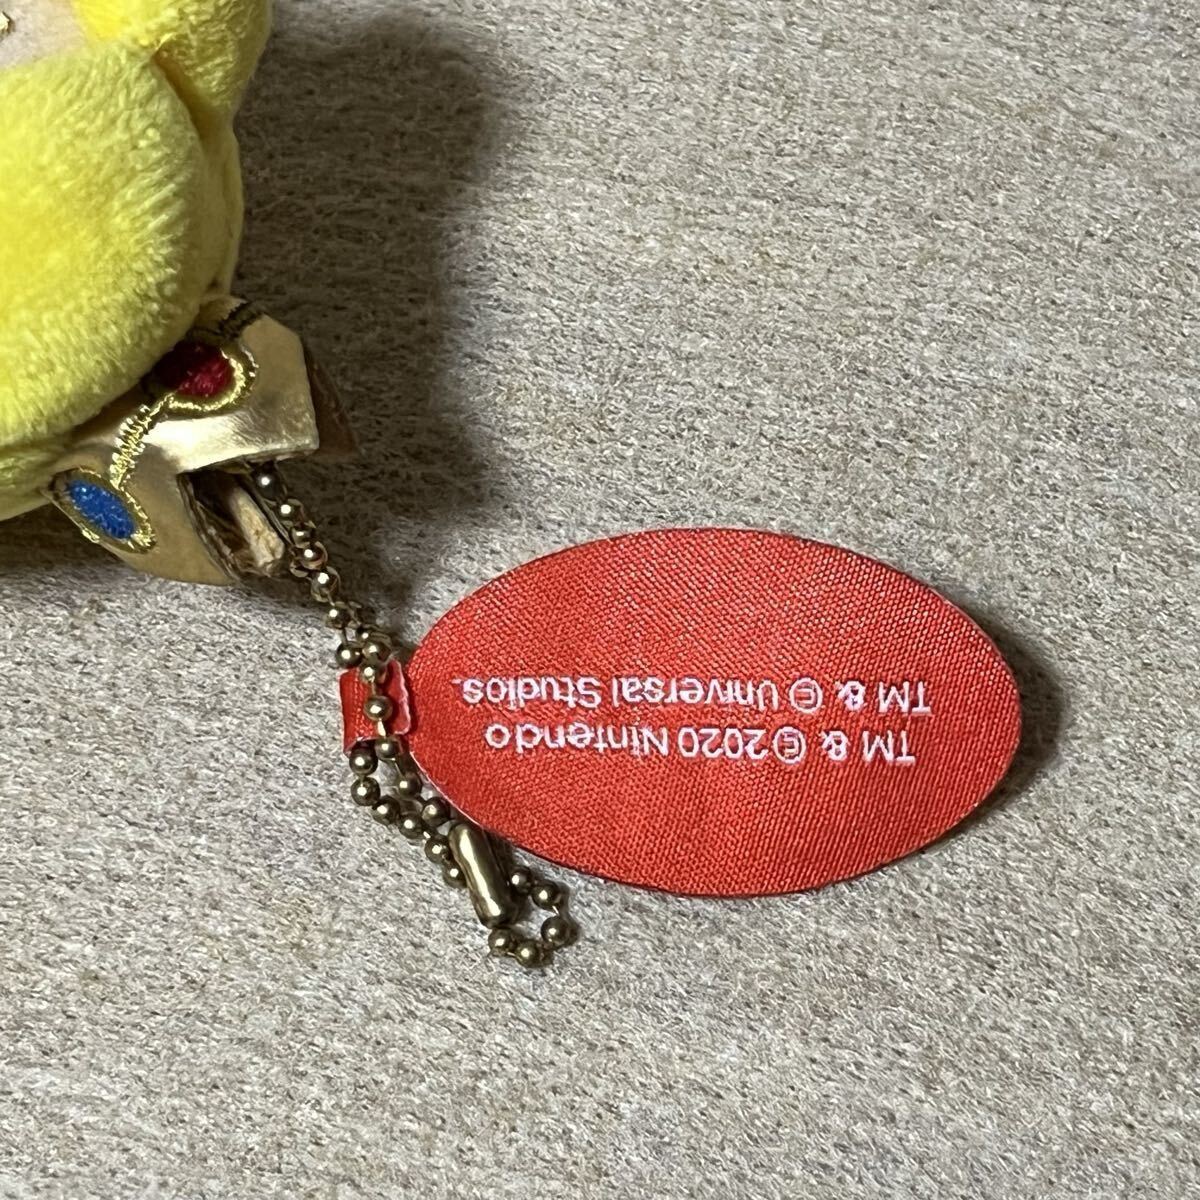 TM & © 2020 Nintendo
TM & © Universal Studios.